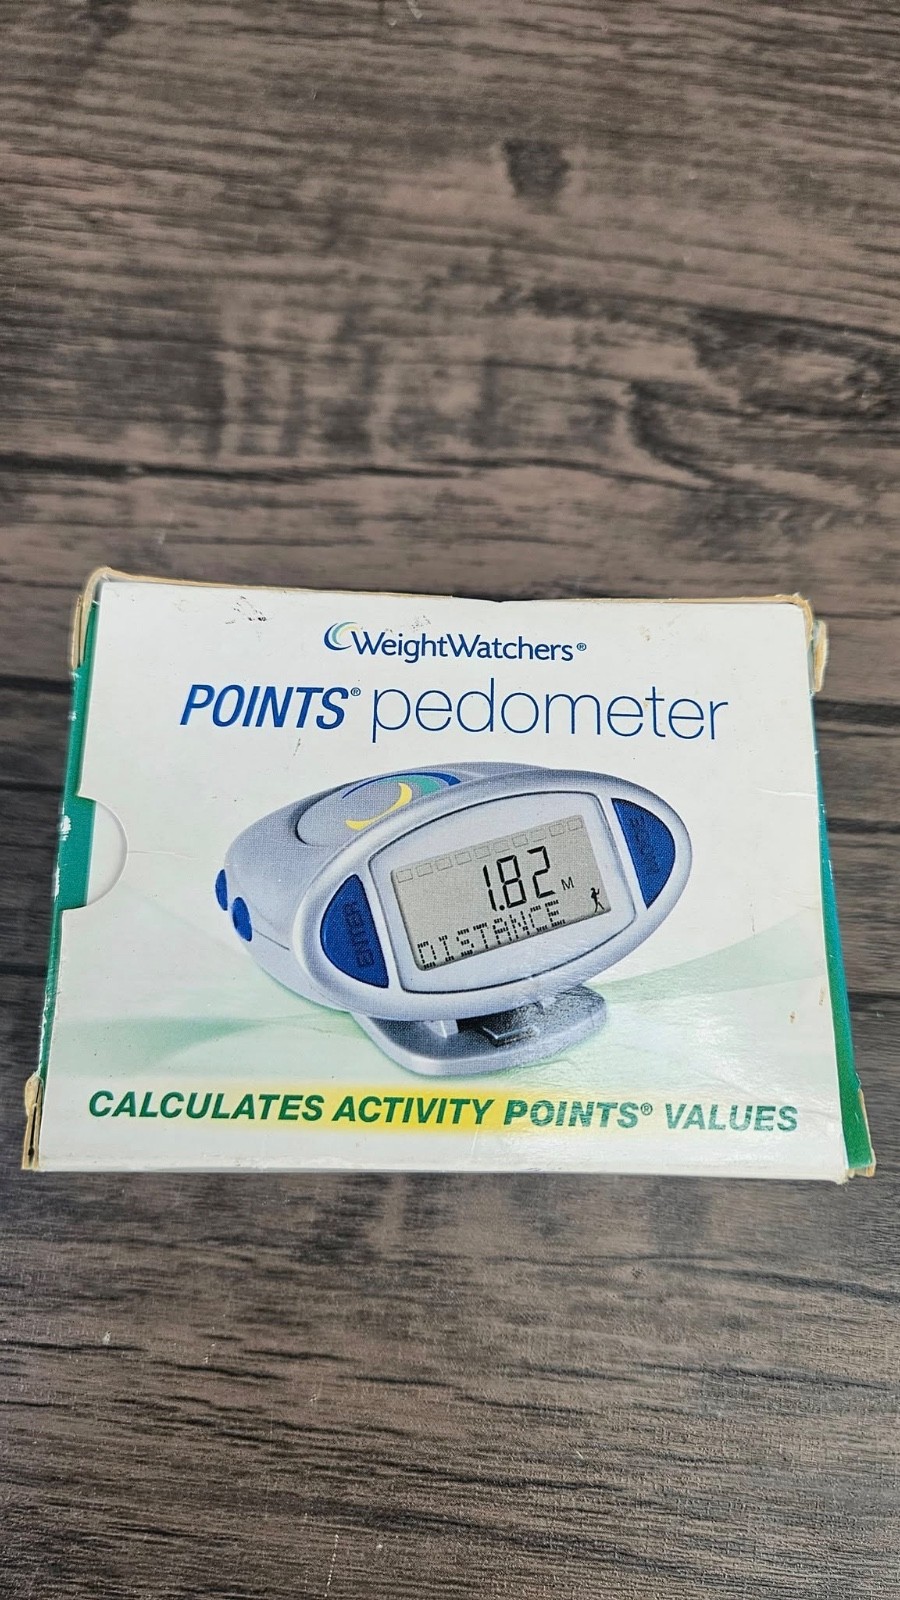 WeightWatchers®
POINTS® pedometer
1.82 M
DISTANCE
ENTER
MODE
CALCULATES ACTIVITY POINTS® VALUES